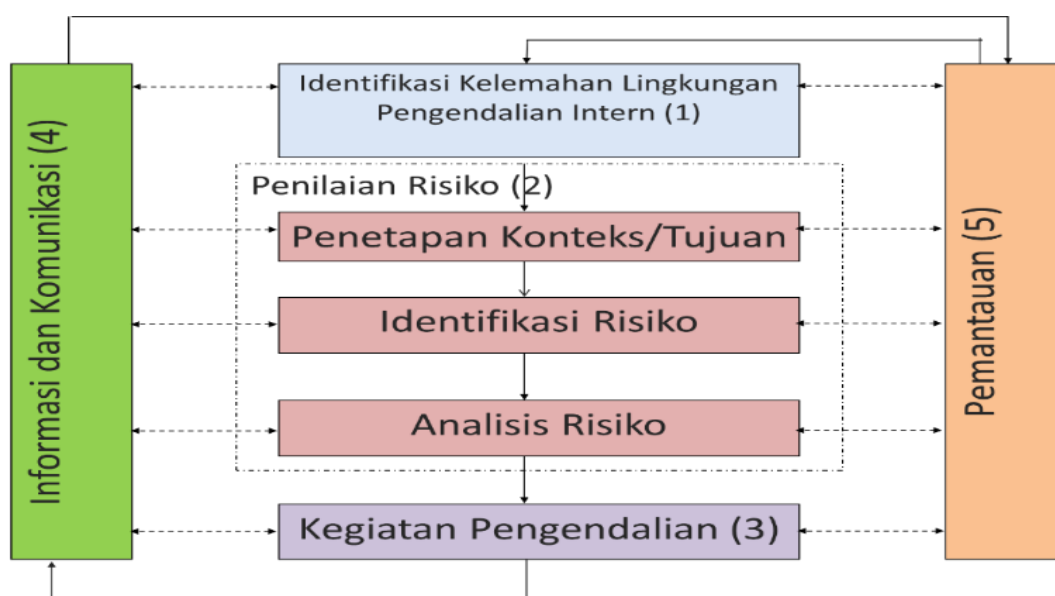 Identifikasi Kelemahan Lingkungan
Pengendalian Intern (1)
Penilaian Risiko (2)
Penetapan Konteks/Tujuan
Identifikasi Risiko
Analisis Risiko
Kegiatan Pengendalian (3)
Informasi dan Komunikasi (4)
Pemantauan (5)